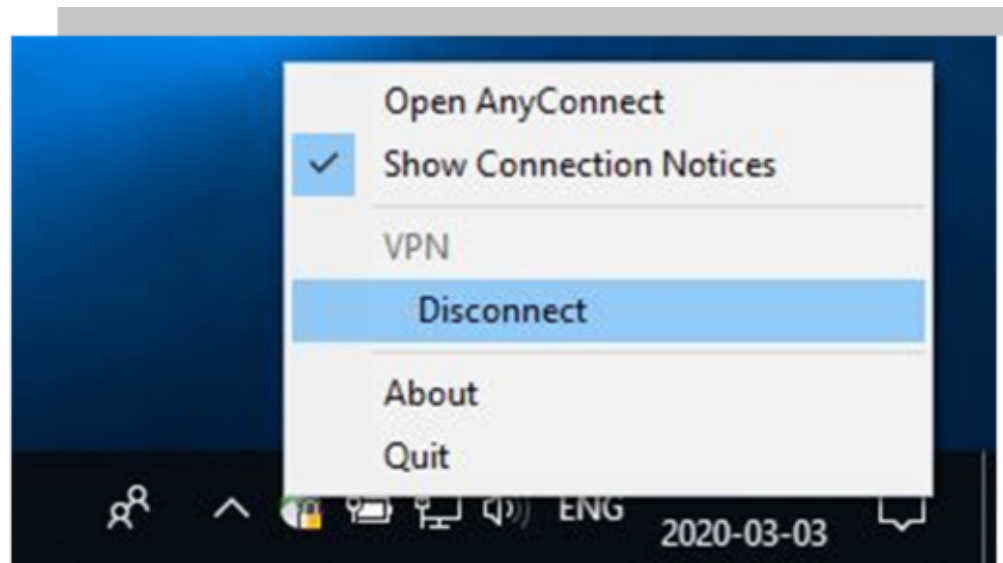 Open AnyConnect
Show Connection Notices
VPN
Disconnect
About
Quit
ENG
2020-03-03